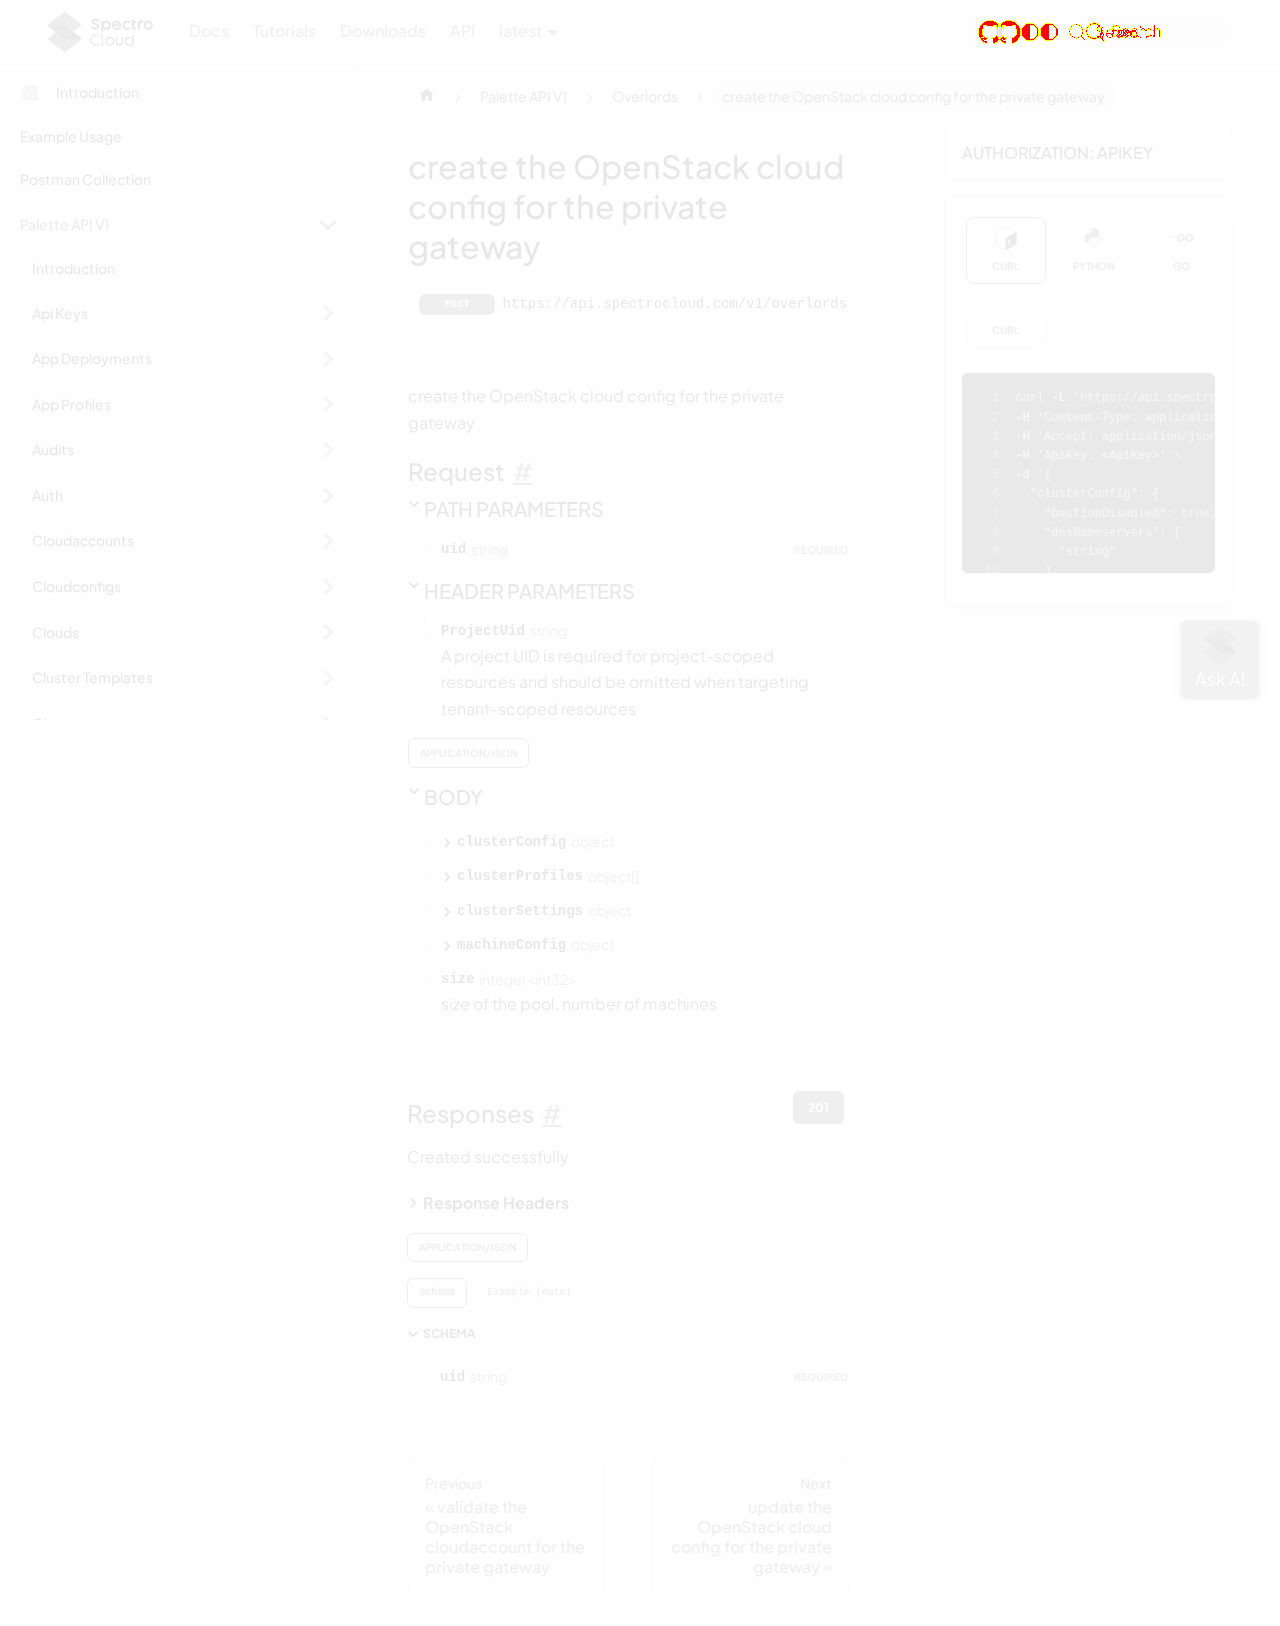 Spectro Cloud
Docs Tutorials Downloads API latest
Introduction
Example Usage
Postman Collection
Palette API V1
Introduction
Api Keys
App Deployments
App Profiles
Audits
Auth
Cloudaccounts
Cloudconfigs
Clouds
Cluster Templates
Palette API V1 Overlords create the OpenStack cloud config for the private gateway
create the OpenStack cloud
config for the private
gateway
POST https://api.spectrocloud.com/v1/overlords
create the OpenStack cloud config for the private
gateway
Request #
PATH PARAMETERS
uid string REQUIRED
HEADER PARAMETERS
ProjectUid string
A project UID is required for project-scoped
resources and should be omitted when targeting
tenant-scoped resources
APPLICATION/JSON
BODY
clusterConfig object
clusterProfiles object[]
clusterSettings object
machineConfig object
size integer<int32>
size of the pool, number of machines
Responses #
201
Created successfully
Response Headers
APPLICATION/JSON
Schema Example (auto)
SCHEMA
uid string REQUIRED
Previous
« validate the
OpenStack
cloudaccount for the
private gateway
Next
update the
OpenStack cloud
config for the private
gateway »
AUTHORIZATION: APIKEY
CURL PYTHON GO
GO
CURL
1 curl -L 'https://api.spectro
2 -H 'Content-Type: applicatio
3 -H 'Accept: application/json
4 -H 'ApiKey: <ApiKey>' \
5 -d '{
6 "clusterConfig": {
7 "bastionDisabled": true,
8 "dnsNameservers": [
9 "string"
10 ]
Ask AI